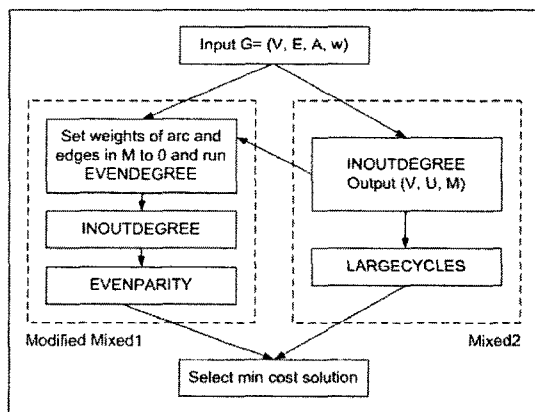 Input G= (V, E, A, w)
Set weights of arc and
edges in M to 0 and run
EVENDEGREE
INOUTDEGREE
EVENPARITY
Modified Mixed1
INOUTDEGREE
Output (V, U, M)
LARGECYCLES
Mixed2
Select min cost solution